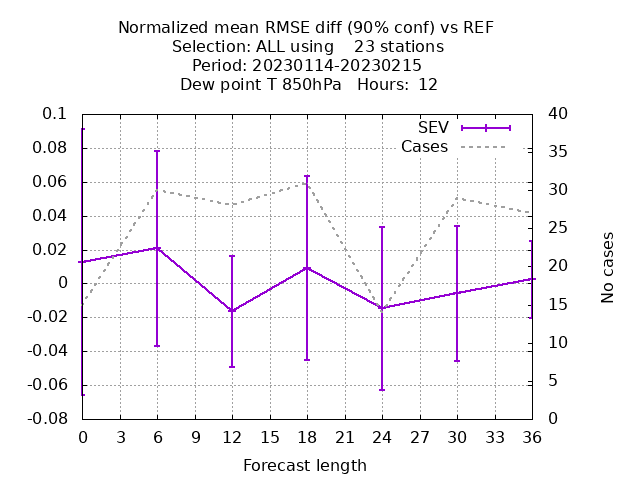 Normalized mean RMSE diff (90% conf) vs REF
Selection: ALL using    23 stations
Period: 20230114-20230215
Dew point T 850hPa   Hours:  12
0.1
0.08
0.06
0.04
0.02
0
-0.02
-0.04
-0.06
-0.08
SEV
Cases
40
35
30
25
20
15
10
5
0
No cases
0 3 6 9 12 15 18 21 24 27 30 33 36
Forecast length